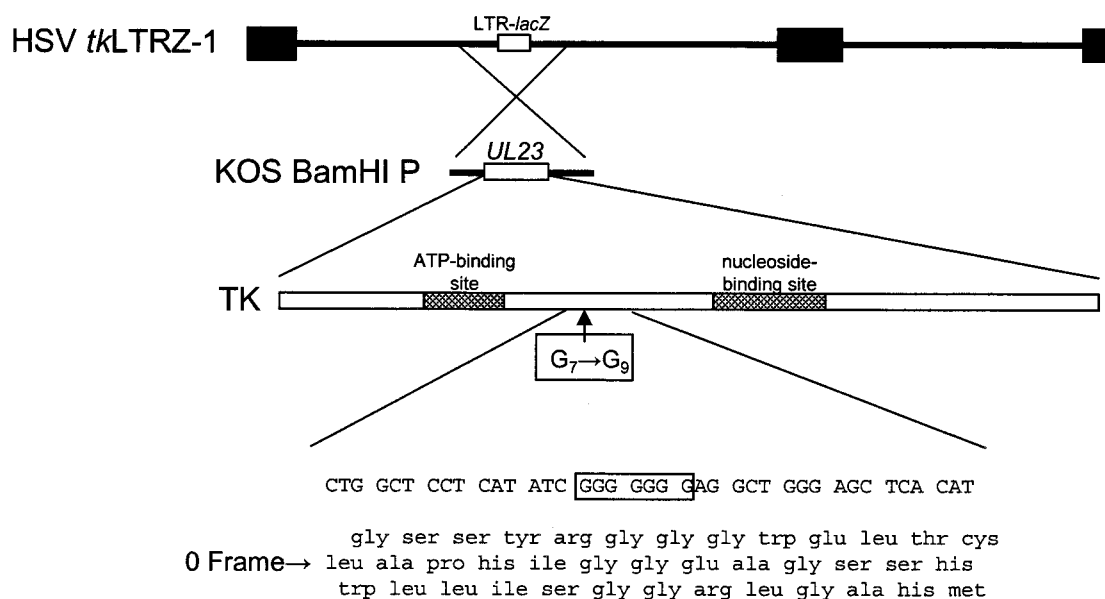 LTR-lacZ
HSV tkLTRZ-1
UL23
KOS BamHI P
ATP-binding site
nucleoside-binding site
TK
G7→G9
CTG GCT CCT CAT ATC GGG GGG GAG GCT GGG AGC TCA CAT
gly ser ser tyr arg gly gly gly trp glu leu thr cys
0 Frame→ leu ala pro his ile gly gly glu ala gly ser ser his
trp leu leu ile ser gly gly arg leu gly ala his met